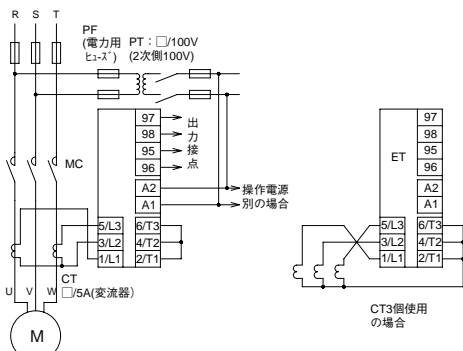 R S T
PF
(電力用
ヒューズ)
PT：□/100V
(2次側100V)
97
98
95
96
A2
A1
出力接点
操作電源
別の場合
MC
5/L3 6/T3
3/L2 4/T2
1/L1 2/T1
CT
□/5A(変流器)
U V W
M
97
98
95
96
ET
A2
A1
5/L3 6/T3
3/L2 4/T2
1/L1 2/T1
CT3個使用
の場合